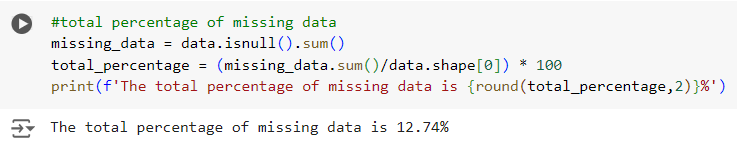 #total percentage of missing data
missing_data = data.isnull().sum()
total_percentage = (missing_data.sum()/data.shape[0]) * 100
print(f'The total percentage of missing data is {round(total_percentage,2)}%')
The total percentage of missing data is 12.74%